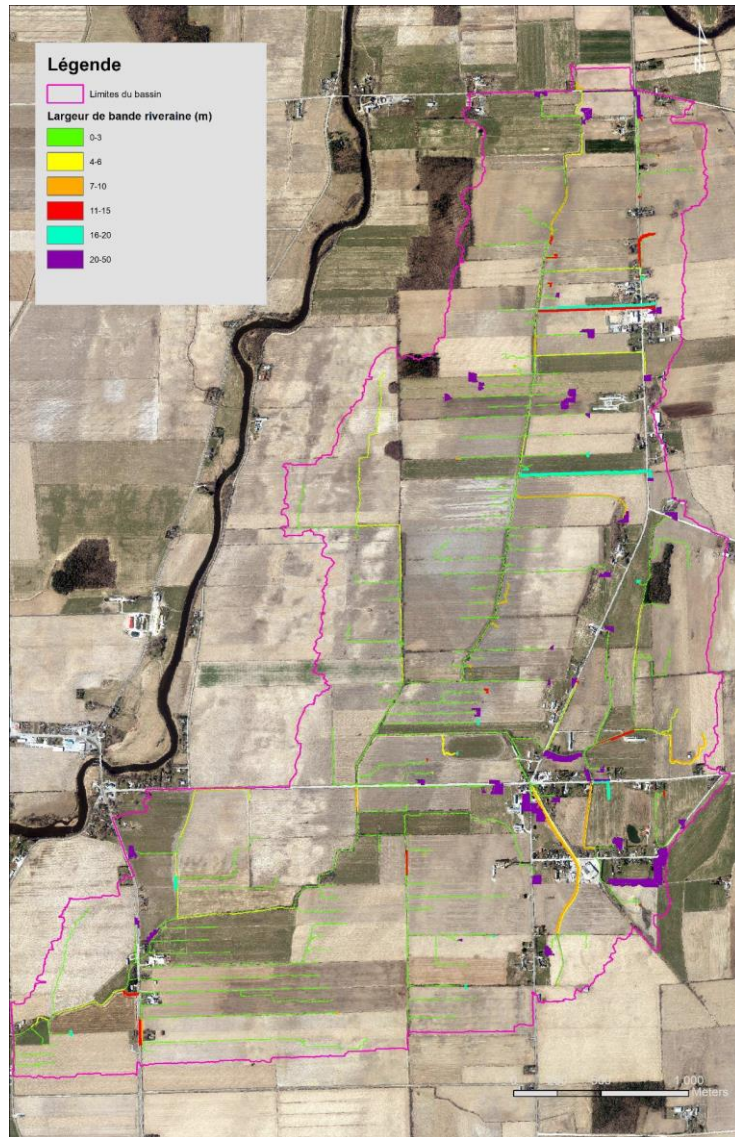 Légende
Limites du bassin
Largeur de bande riveraine (m)
0-3
4-6
7-10
11-15
16-20
20-50
1,000
Meters